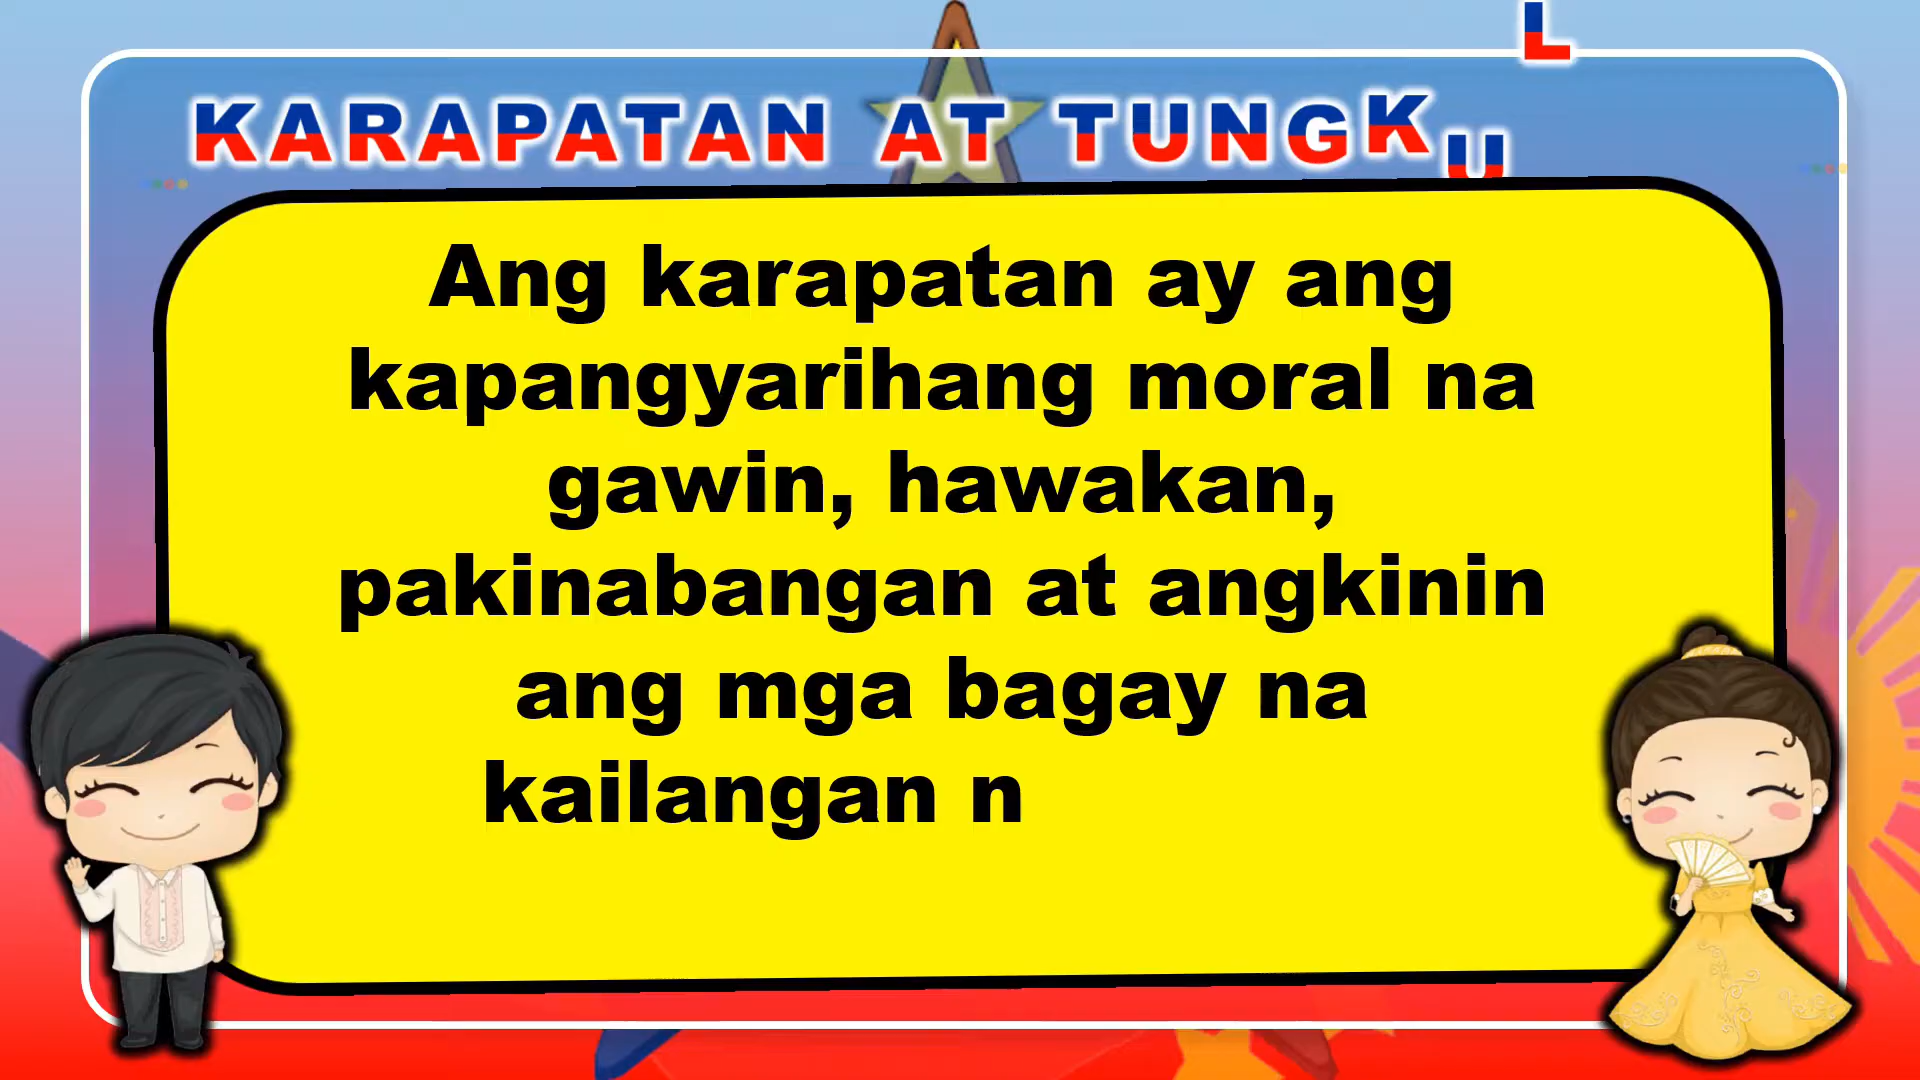 KARAPATAN AT TUNGKUL
Ang karapatan ay ang
kapangyarihang moral na
gawin, hawakan,
pakinabangan at angkinin
ang mga bagay na
kailangan n